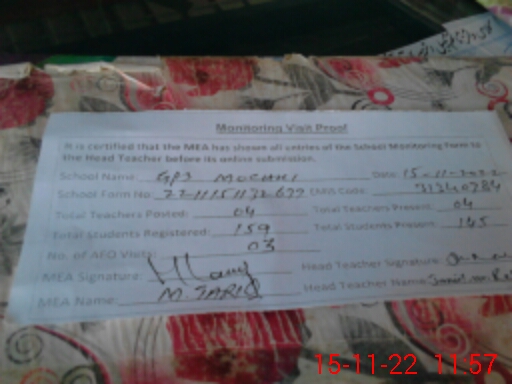 Monitoring Visit Proof
It is certified that the MEA has shown all entries of the School Monitoring Form to
the Head Teacher before its online submission.
School Name: GPS MOCHHI Date: 15-11-2022
School Form No: EMIS Code: 31340784
Total Teachers Posted: 04 Total Teachers Present: 04
Total Students Registered: 159 Total Students Present: 145
No. of AEO Visits: 03
MEA Signature: Head Teacher Signature:
MEA Name: M. TARIQ Head Teacher Name:
15-11-22 11:57